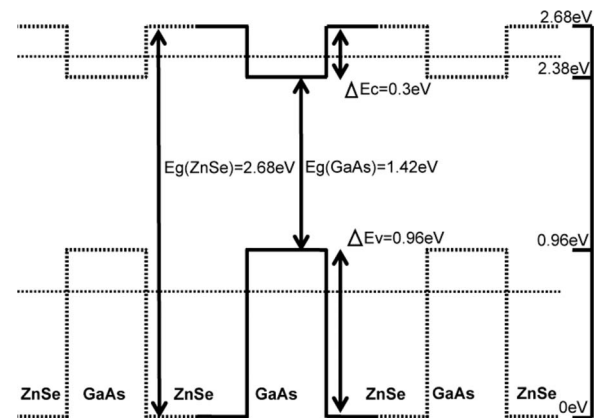 2.68eV
2.38eV
ΔEc=0.3eV
Eg(ZnSe)=2.68eV Eg(GaAs)=1.42eV
ΔEv=0.96eV
0.96eV
ZnSe GaAs ZnSe GaAs ZnSe GaAs ZnSe
0eV